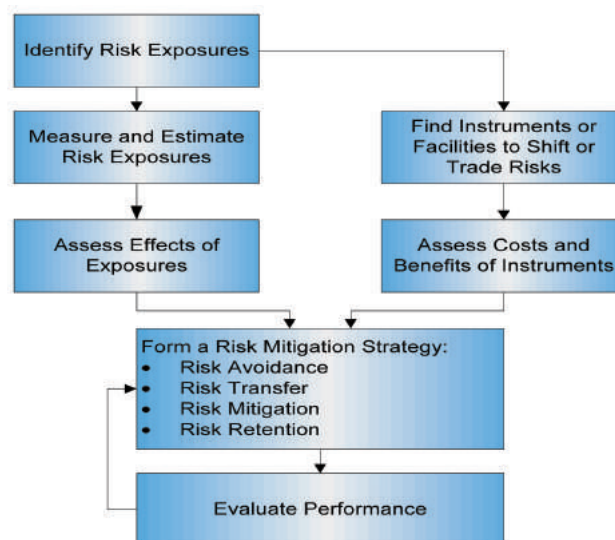 Identify Risk Exposures
Measure and Estimate
Risk Exposures
Find Instruments or
Facilities to Shift or
Trade Risks
Assess Effects of
Exposures
Assess Costs and
Benefits of Instruments
Form a Risk Mitigation Strategy:
• Risk Avoidance
• Risk Transfer
• Risk Mitigation
• Risk Retention
Evaluate Performance